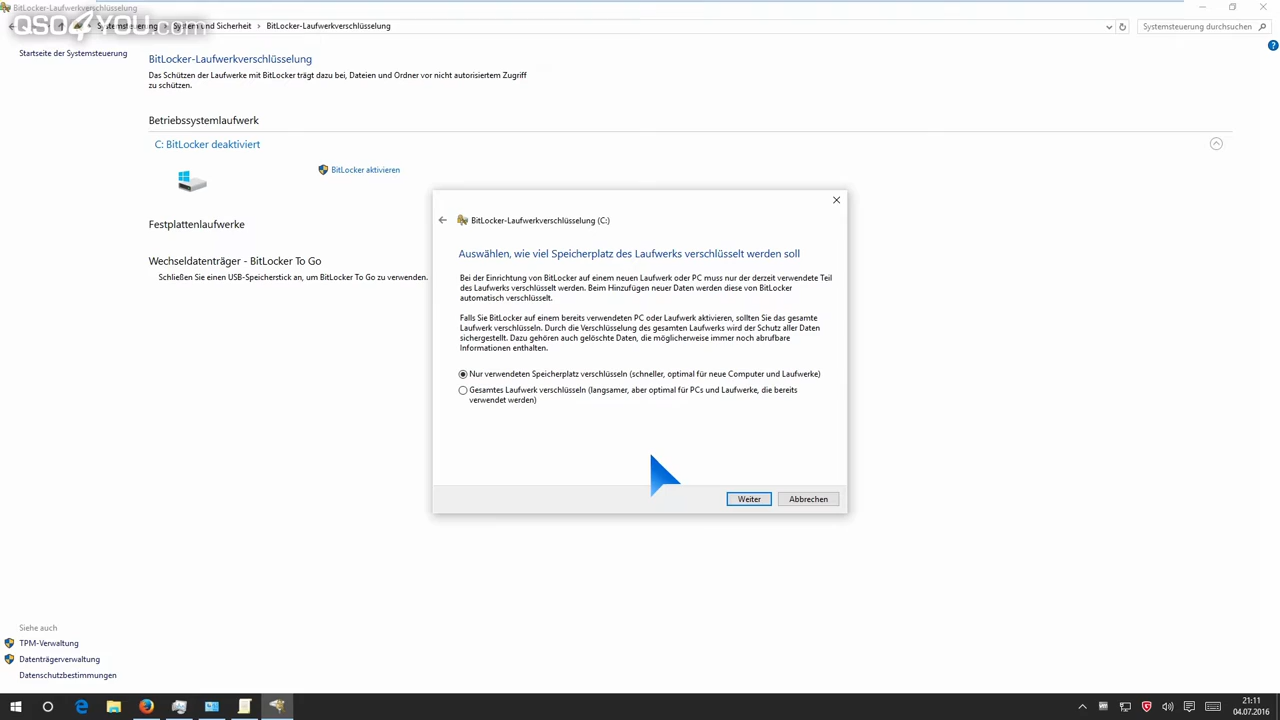 BitLocker-Laufwerkverschlüsselung
QSO4YOU.com
Systemsteuerung > System und Sicherheit > BitLocker-Laufwerkverschlüsselung
Systemsteuerung durchsuchen
Startseite der Systemsteuerung
BitLocker-Laufwerkverschlüsselung
Das Schützen der Laufwerke mit BitLocker trägt dazu bei, Dateien und Ordner vor nicht autorisiertem Zugriff
zu schützen.
Betriebssystemlaufwerk
C: BitLocker deaktiviert
BitLocker aktivieren
Festplattenlaufwerke
Wechseldatenträger - BitLocker To Go
Schließen Sie einen USB-Speicherstick an, um BitLocker To Go zu verwenden.
BitLocker-Laufwerkverschlüsselung (C:)
Auswählen, wie viel Speicherplatz des Laufwerks verschlüsselt werden soll
Bei der Einrichtung von BitLocker auf einem neuen Laufwerk oder PC muss nur der derzeit verwendete Teil
des Laufwerks verschlüsselt werden. Beim Hinzufügen neuer Daten werden diese von BitLocker
automatisch verschlüsselt.
Falls Sie BitLocker auf einem bereits verwendeten PC oder Laufwerk aktivieren, sollten Sie das gesamte
Laufwerk verschlüsseln. Durch die Verschlüsselung des gesamten Laufwerks wird der Schutz aller Daten
sichergestellt. Dazu gehören auch gelöschte Daten, die möglicherweise immer noch abrufbare
Informationen enthalten.
Nur verwendeten Speicherplatz verschlüsseln (schneller, optimal für neue Computer und Laufwerke)
Gesamtes Laufwerk verschlüsseln (langsamer, aber optimal für PCs und Laufwerke, die bereits
verwendet werden)
Weiter
Abbrechen
Siehe auch
TPM-Verwaltung
Datenträgerverwaltung
Datenschutzbestimmungen
21:11
04.07.2016